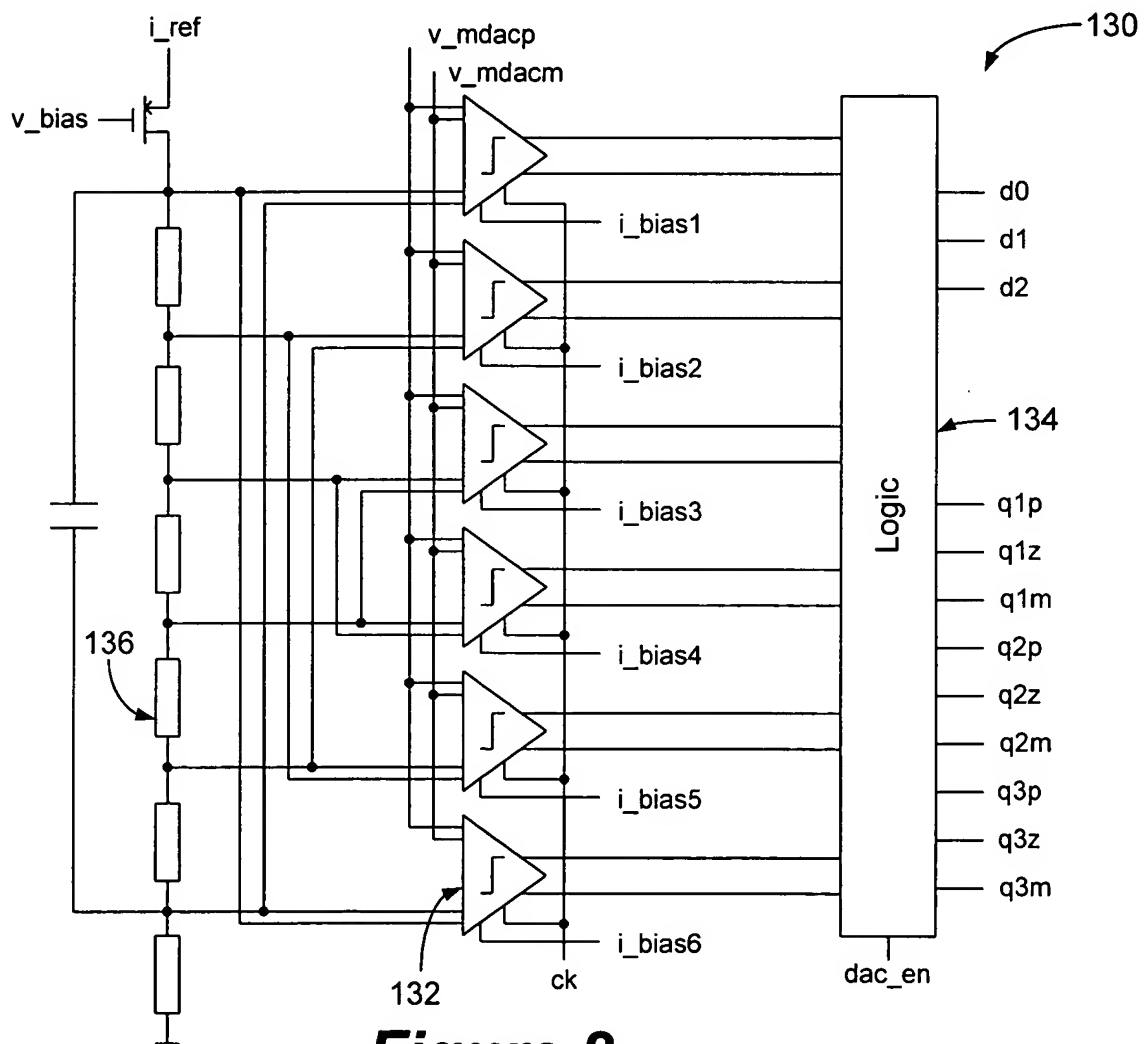 i_ref
v_mdacp
130
v_mdacm
v_bias
i_bias1
d0
d1
d2
i_bias2
134
i_bias3
Logic
q1p
q1z
q1m
136
i_bias4
q2p
q2z
q2m
i_bias5
q3p
q3z
q3m
i_bias6
132
ck
dac_en